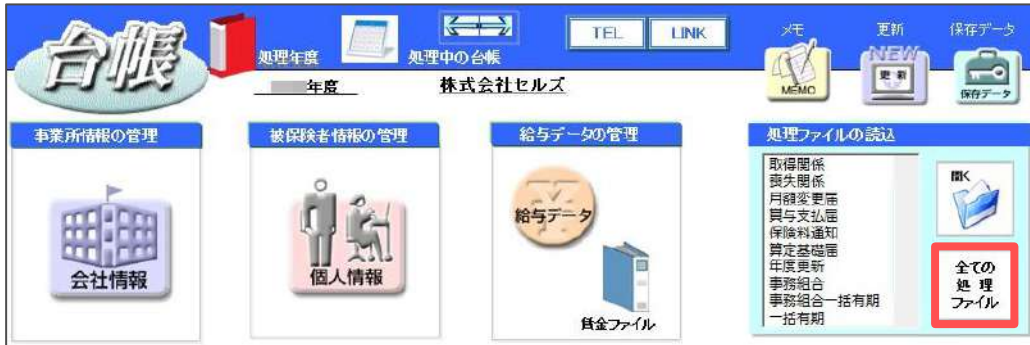 台帳
処理年度
年度
処理中の台帳
株式会社セルズ
TEL
LINK
メモ
MEMO
更新
NEW
更新
保存データ
保存データ
事業所情報の管理
会社情報
被保険者情報の管理
個人情報
給与データの管理
給与データ
賃金ファイル
処理ファイルの読込
取得関係
喪失関係
月額変更届
賞与支払届
保険料通知
算定基礎届
年度更新
事務組合
事務組合一括有期
一括有期
開く
全ての
処理
ファイル